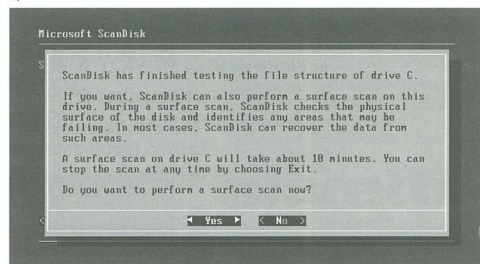 Microsoft ScanDisk
S
ScanDisk has finished testing the file structure of drive C.
If you want, ScanDisk can also perform a surface scan on this
drive. During a surface scan, ScanDisk checks the physical
surface of the disk and identifies any areas that may be
failing. In most cases, ScanDisk can recover the data from
such areas.
A surface scan on drive C will take about 10 minutes. You can
stop the scan at any time by choosing Exit.
Do you want to perform a surface scan now?
< ◄ Yes ► < No >